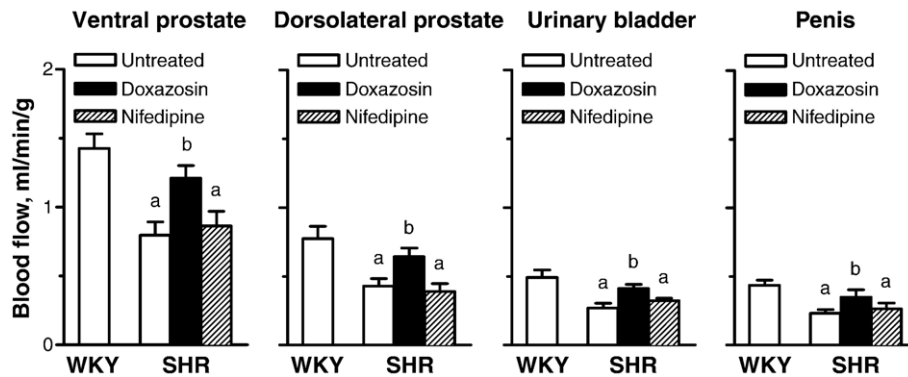 Ventral prostate
Dorsolateral prostate
Urinary bladder
Penis
Untreated
Doxazosin
Nifedipine
Untreated
Doxazosin
Nifedipine
Untreated
Doxazosin
Nifedipine
Untreated
Doxazosin
Nifedipine
Blood flow, ml/min/g
2
1
0
a
b
a
a
b
a
a
b
a
a
b
a
WKY SHR
WKY SHR
WKY SHR
WKY SHR